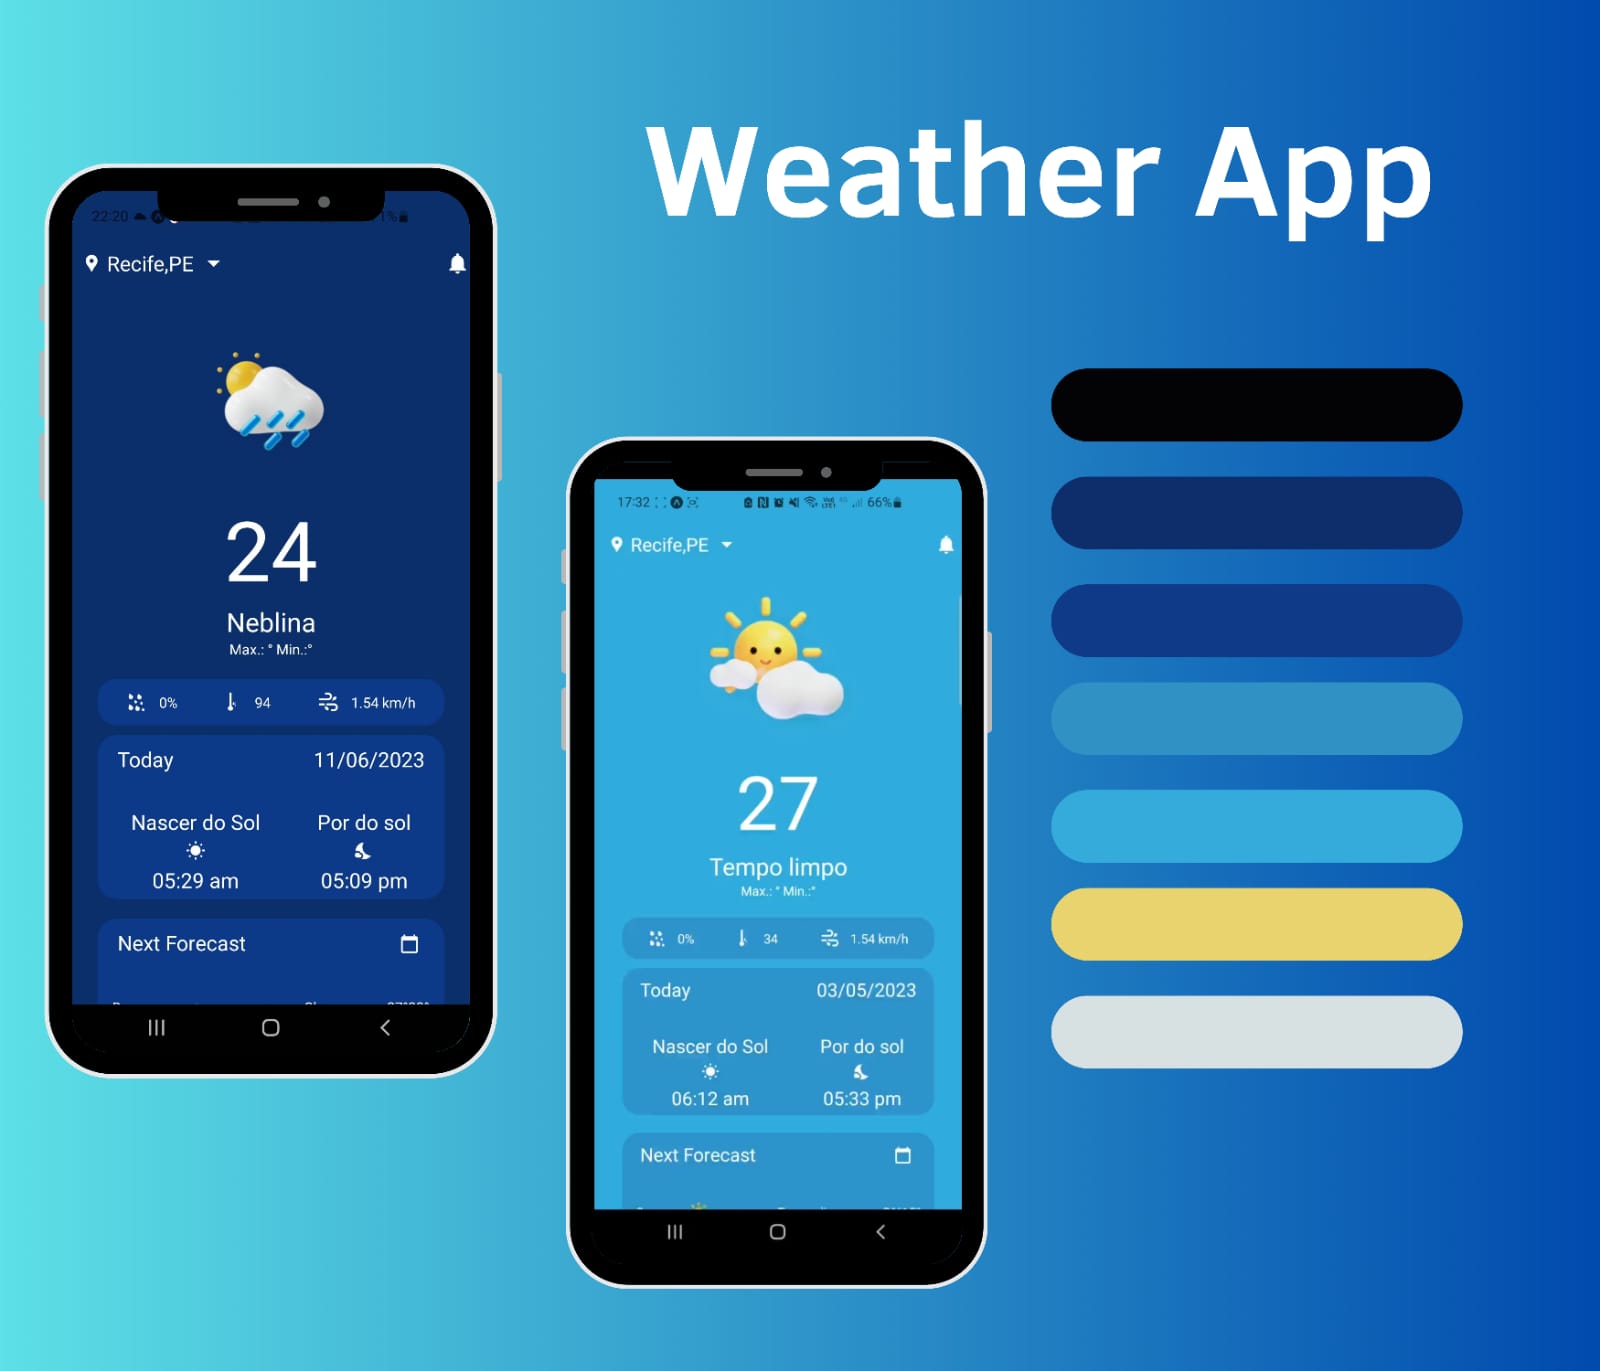 Weather App
22:20
1%
Recife,PE
24
Neblina
Max.: ° Min.:°
0% 94 1.54 km/h
Today 11/06/2023
Nascer do Sol Por do sol
05:29 am 05:09 pm
Next Forecast
17:32 66%
Recife,PE
27
Tempo limpo
Max.: ° Min.:°
0% 34 1.54 km/h
Today 03/05/2023
Nascer do Sol Por do sol
06:12 am 05:33 pm
Next Forecast